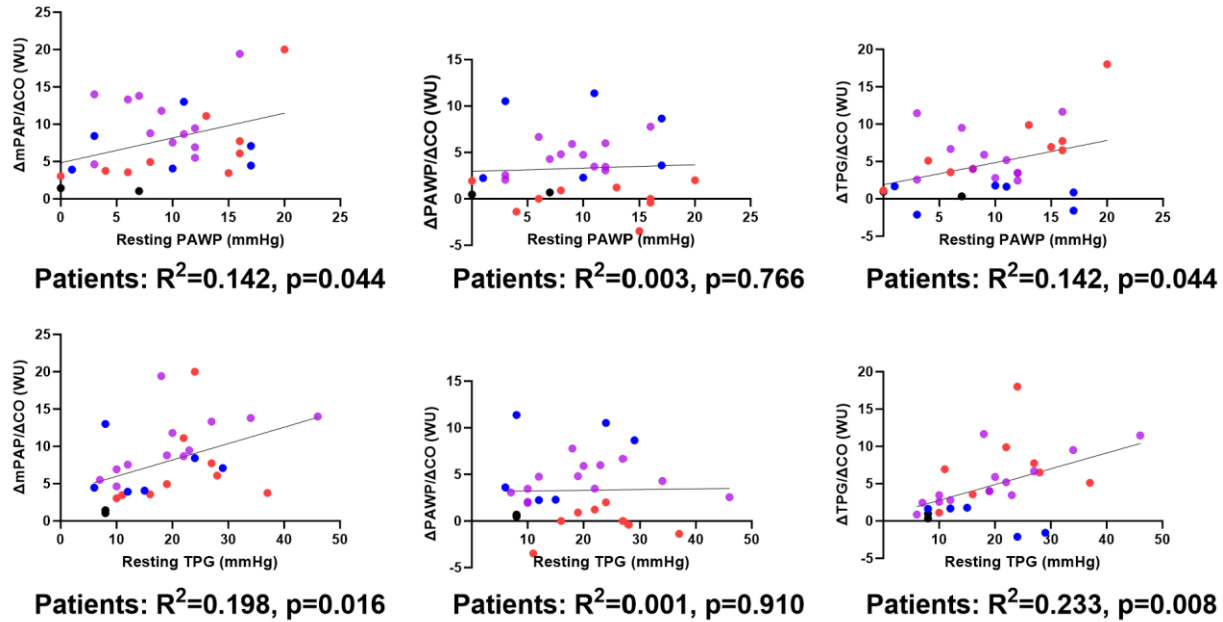 ΔmPAP/ΔCO (WU)
25
20
15
10
5
0
0 5 10 15 20 25
Resting PAWP (mmHg)
Patients: R²=0.142, p=0.044
ΔPAWP/ΔCO (WU)
15
10
5
0
-5
5 10 15 20 25
Resting PAWP (mmHg)
Patients: R²=0.003, p=0.766
ΔTPG/ΔCO (WU)
25
20
15
10
5
0
-5
5 10 15 20 25
Resting PAWP (mmHg)
Patients: R²=0.142, p=0.044
ΔmPAP/ΔCO (WU)
25
20
15
10
5
0
0 10 20 30 40 50
Resting TPG (mmHg)
Patients: R²=0.198, p=0.016
ΔPAWP/ΔCO (WU)
15
10
5
0
-5
10 20 30 40 50
Resting TPG (mmHg)
Patients: R²=0.001, p=0.910
ΔTPG/ΔCO (WU)
25
20
15
10
5
0
-5
10 20 30 40 50
Resting TPG (mmHg)
Patients: R²=0.233, p=0.008